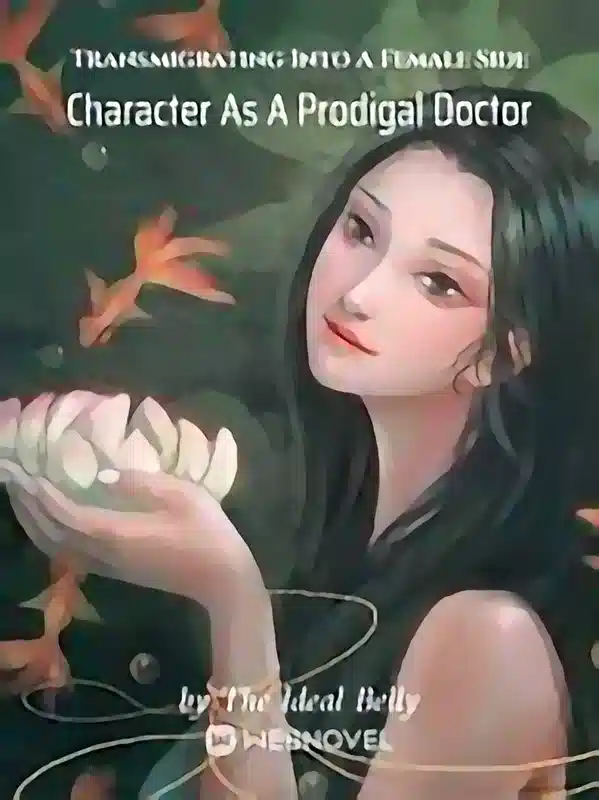 TRANSMIGRATING INTO A FEMALE SIDE
Character As A Prodigal Doctor
by The Ideal Belly
WEBNOVEL